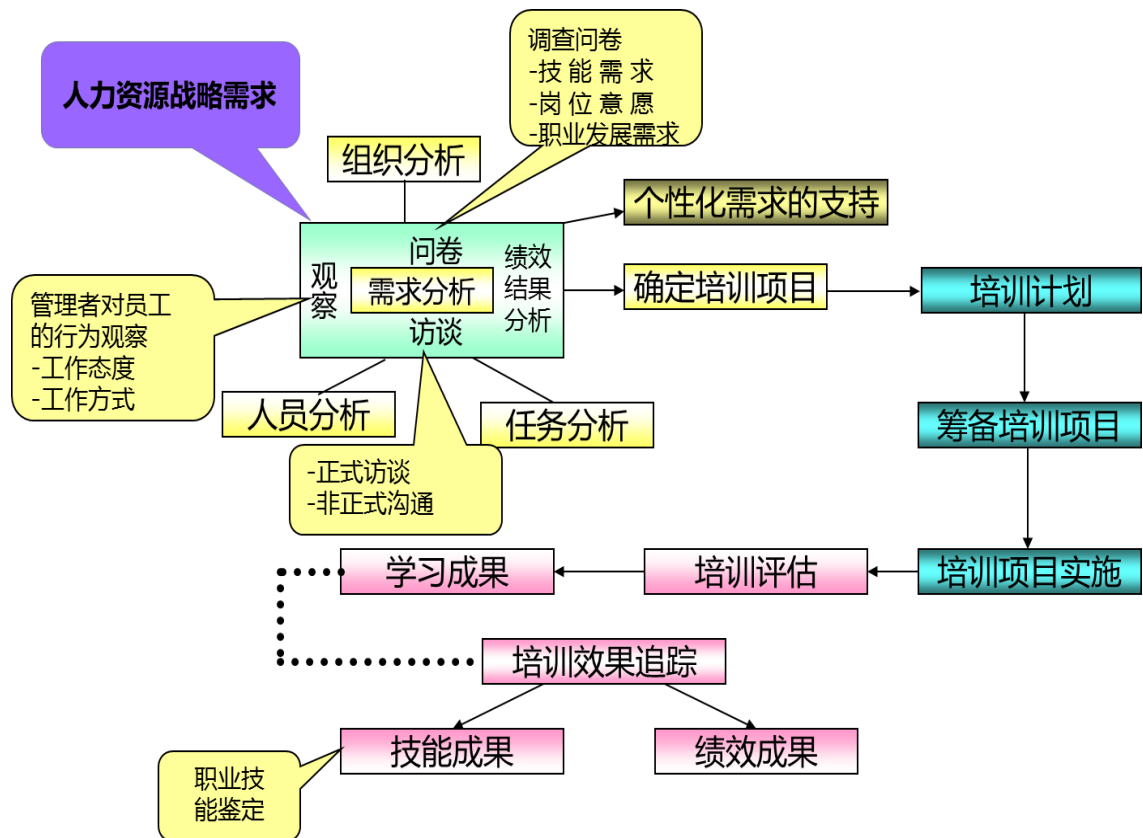 人力资源战略需求
调查问卷
-技 能 需 求
-岗 位 意 愿
-职业发展需求
组织分析
个性化需求的支持
观察
问卷
需求分析
访谈
绩效
结果
分析
确定培训项目
培训计划
管理者对员工
的行为观察
-工作态度
-工作方式
人员分析
任务分析
筹备培训项目
-正式访谈
-非正式沟通
学习成果
培训评估
培训项目实施
培训效果追踪
技能成果
绩效成果
职业技
能鉴定